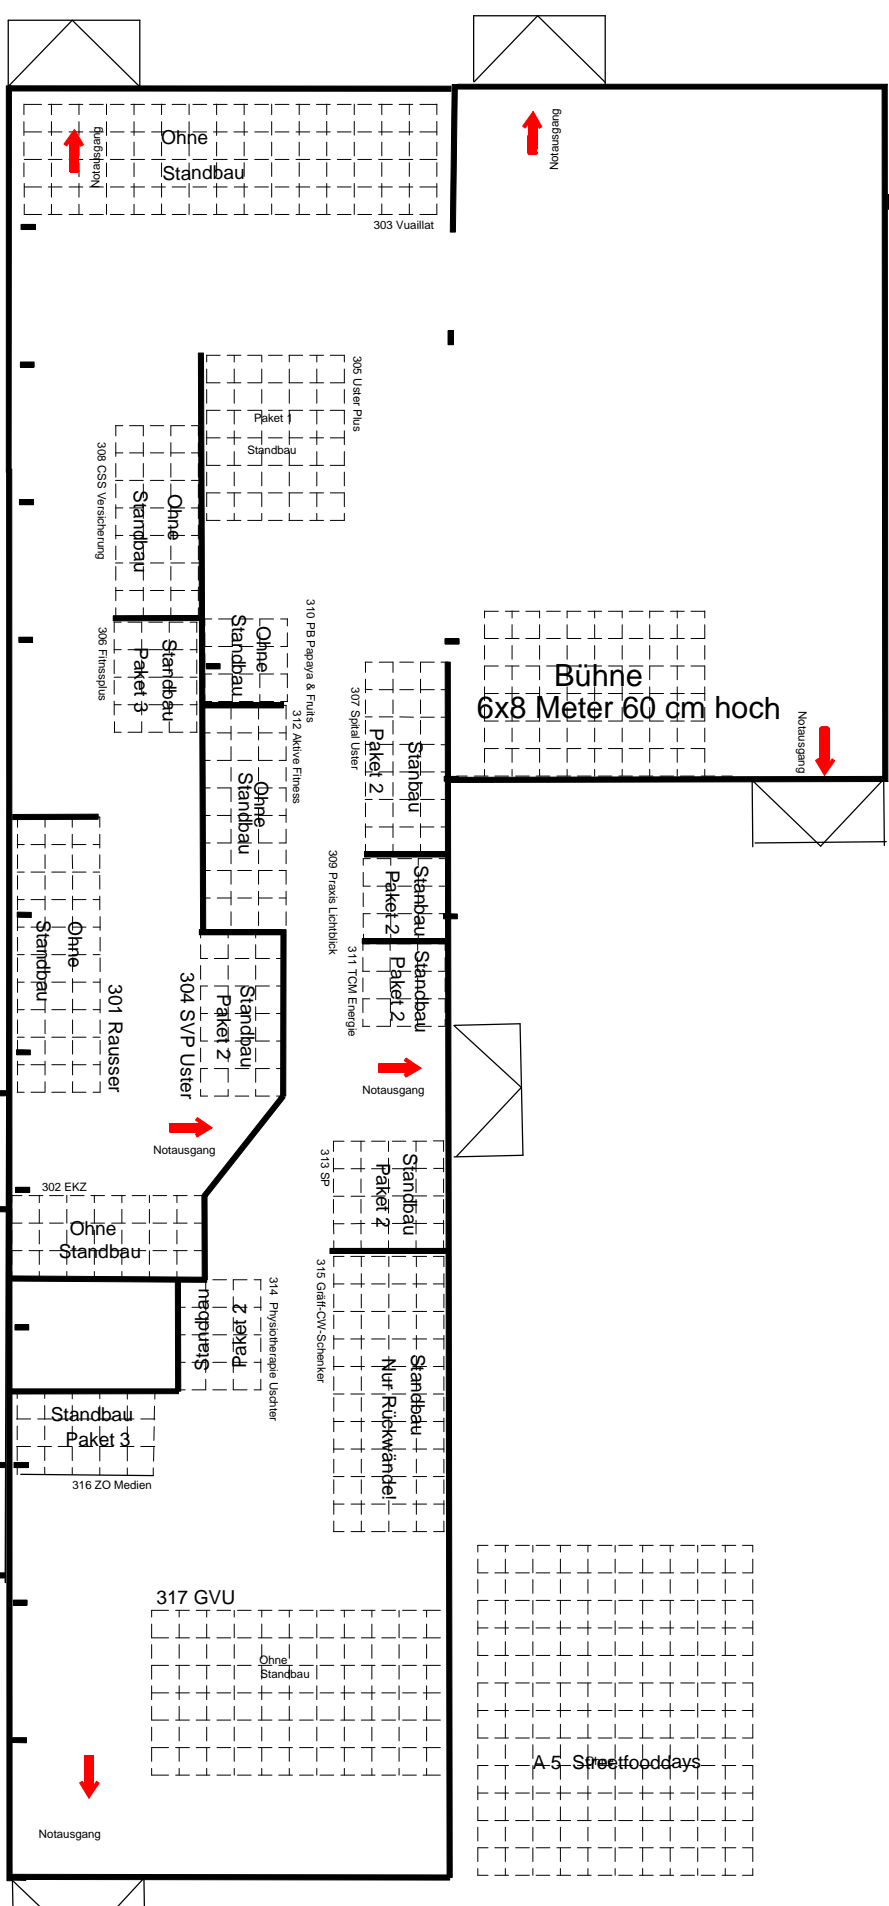 Notausgang
Ohne
Standbau
303 Vuaillat
Notausgang
305 Uster Plus
Paket 1
Standbau
308 CSS Versicherung
Ohne
Standbau
310 PB Papaya & Fruits
Ohne
Standbau
306 Fitnssplus
Standbau
Paket 3
307 Spital Uster
Stanbau
Paket 2
Bühne
6x8 Meter 60 cm hoch
Notausgang
312 Aktive Fitness
Ohne
Standbau
309 Praxis Lichtblick
Stanbau
Paket 2
Ohne
Standbau
301 Rausser
304 SVP Uster
Standbau
Paket 2
311 TCM Energie
Standbau
Paket 2
Notausgang
Notausgang
313 SP
Standbau
Paket 2
302 EKZ
Ohne
Standbau
314 Physiotherapie Uschter
Paket 2
Standbau
315 Gräff-CW-Schenker
Standbau
Nur Rückwände!
Standbau
Paket 3
316 ZO Medien
317 GVU
Ohne
Standbau
A 5 Streetfooddays
Notausgang